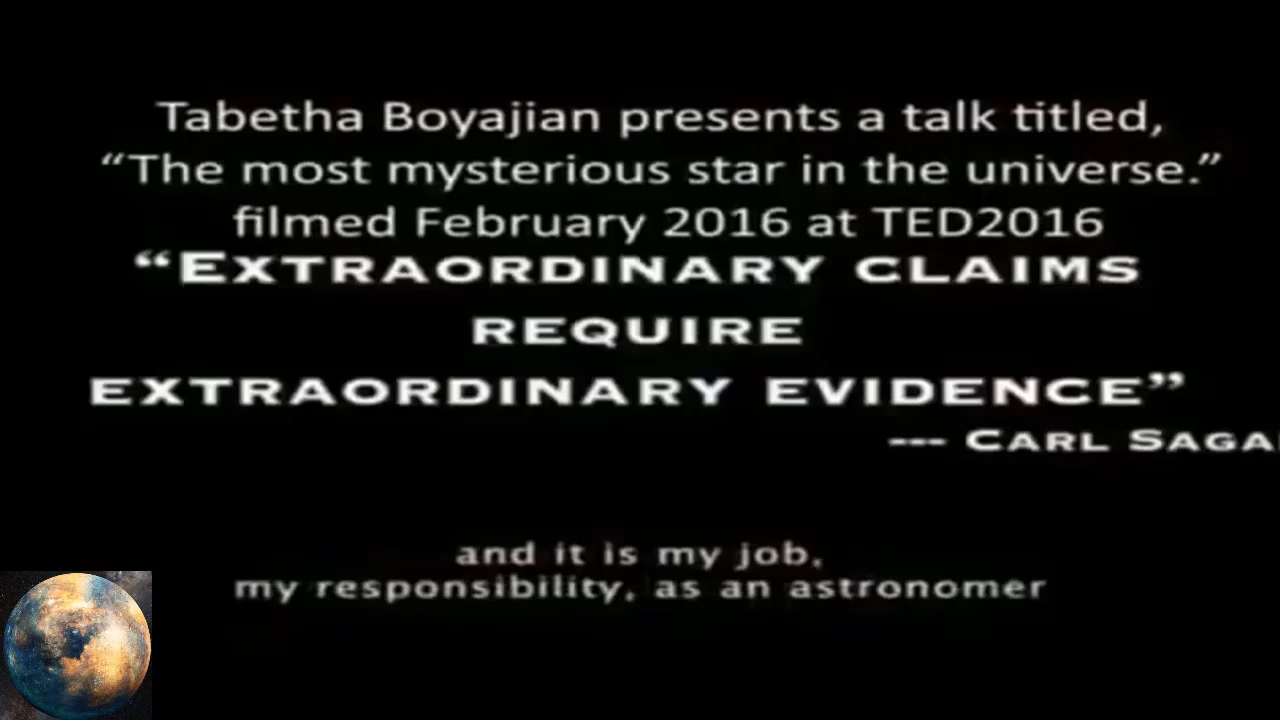 Tabetha Boyajian presents a talk titled,
“The most mysterious star in the universe.”
filmed February 2016 at TED2016
“EXTRAORDINARY CLAIMS
REQUIRE
EXTRAORDINARY EVIDENCE”
--- CARL SAGA
and it is my job,
my responsibility, as an astronomer